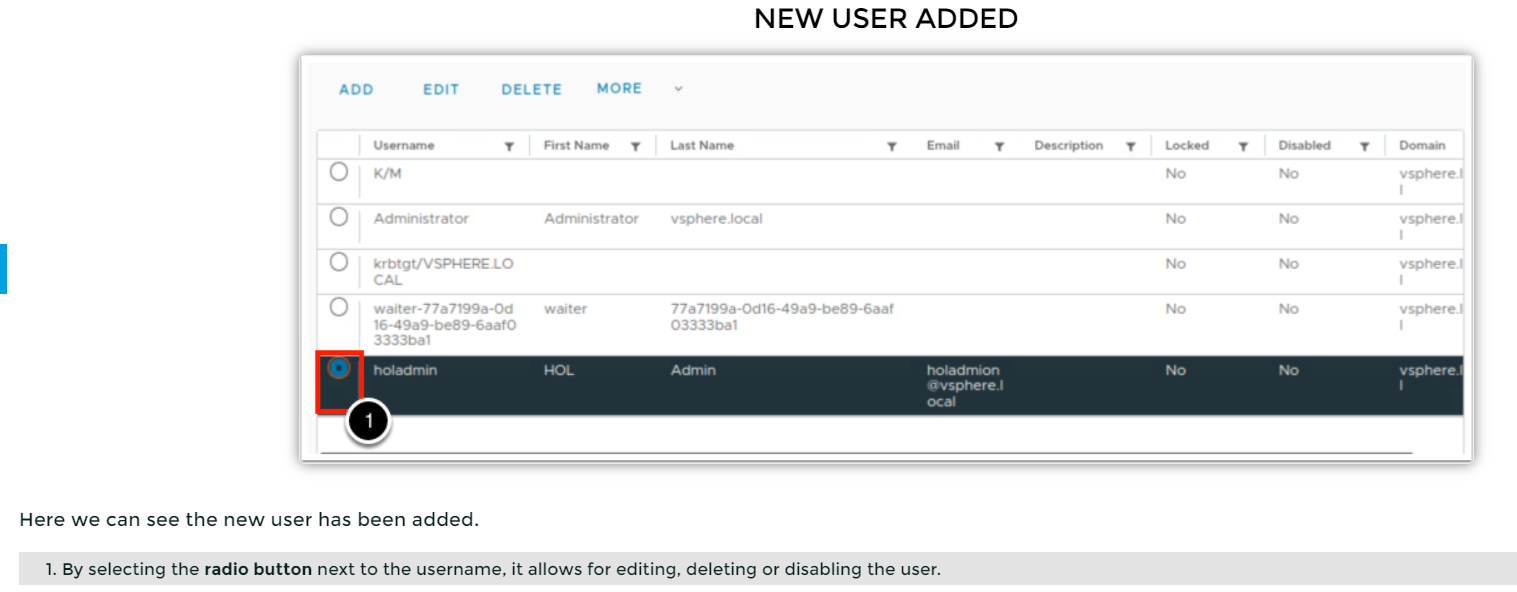 NEW USER ADDED
ADD EDIT DELETE MORE
Username First Name Last Name Email Description Locked Disabled Domain
K/M No No vsphere.l
l
Administrator Administrator vsphere.local No No vsphere.l
l
krbtgt/VSPHERE.LO No No vsphere.l
CAL l
waiter-77a7199a-0d waiter 77a7199a-0d16-49a9-be89-6aaf No No vsphere.l
16-49a9-be89-6aaf0 03333ba1 l
3333ba1
holadmin HOL Admin holadmion No No vsphere.l
@vsphere.l l
ocal
1
Here we can see the new user has been added.
1. By selecting the radio button next to the username, it allows for editing, deleting or disabling the user.